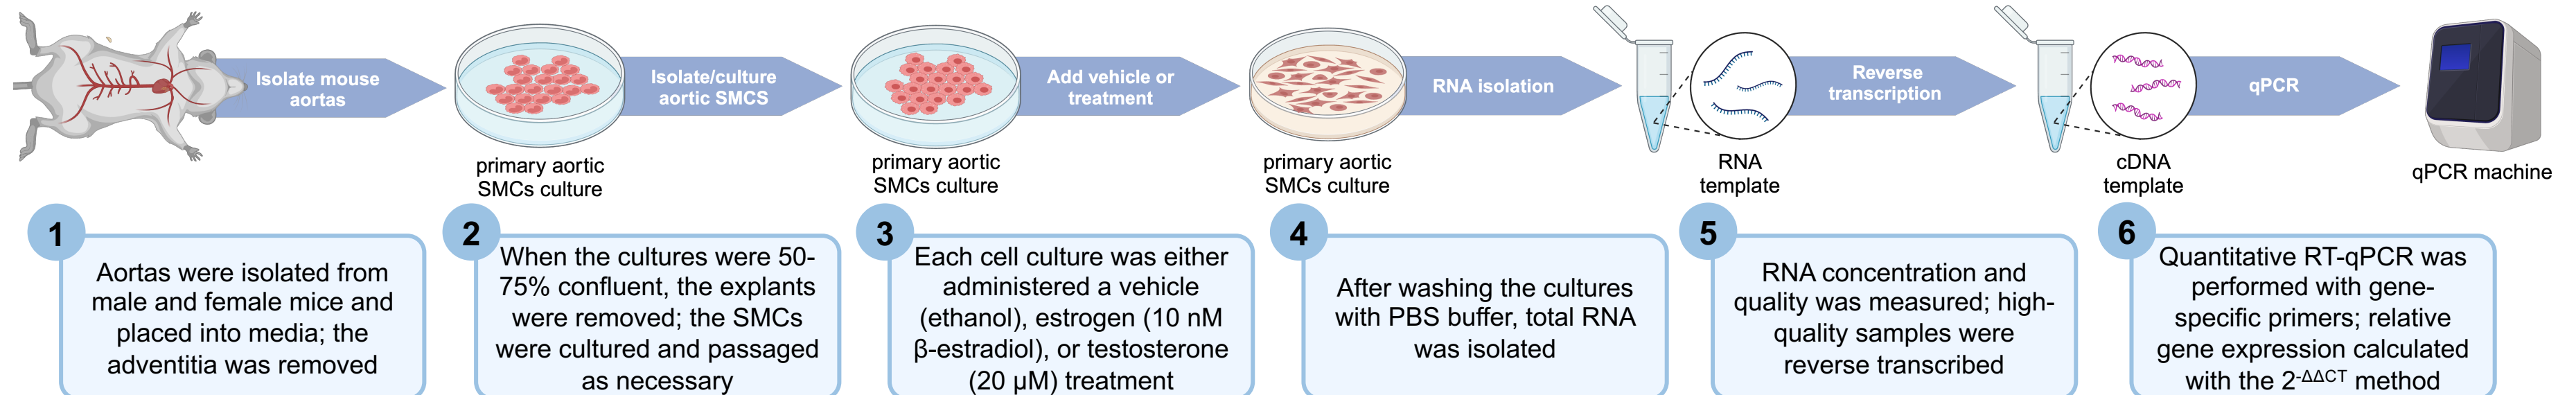 Isolate mouse
aortas
Isolate/culture
aortic SMCS
Add vehicle or
treatment
RNA isolation
Reverse
transcription
qPCR
primary aortic
SMCs culture
primary aortic
SMCs culture
primary aortic
SMCs culture
RNA
template
cDNA
template
qPCR machine
1
Aortas were isolated from
male and female mice and
placed into media; the
adventitia was removed
2
When the cultures were 50-
75% confluent, the explants
were removed; the SMCs
were cultured and passaged
as necessary
3
Each cell culture was either
administered a vehicle
(ethanol), estrogen (10 nM
β-estradiol), or testosterone
(20 µM) treatment
4
After washing the cultures
with PBS buffer, total RNA
was isolated
5
RNA concentration and
quality was measured; high-
quality samples were
reverse transcribed
6
Quantitative RT-qPCR was
performed with gene-
specific primers; relative
gene expression calculated
with the 2-ΔΔCT method